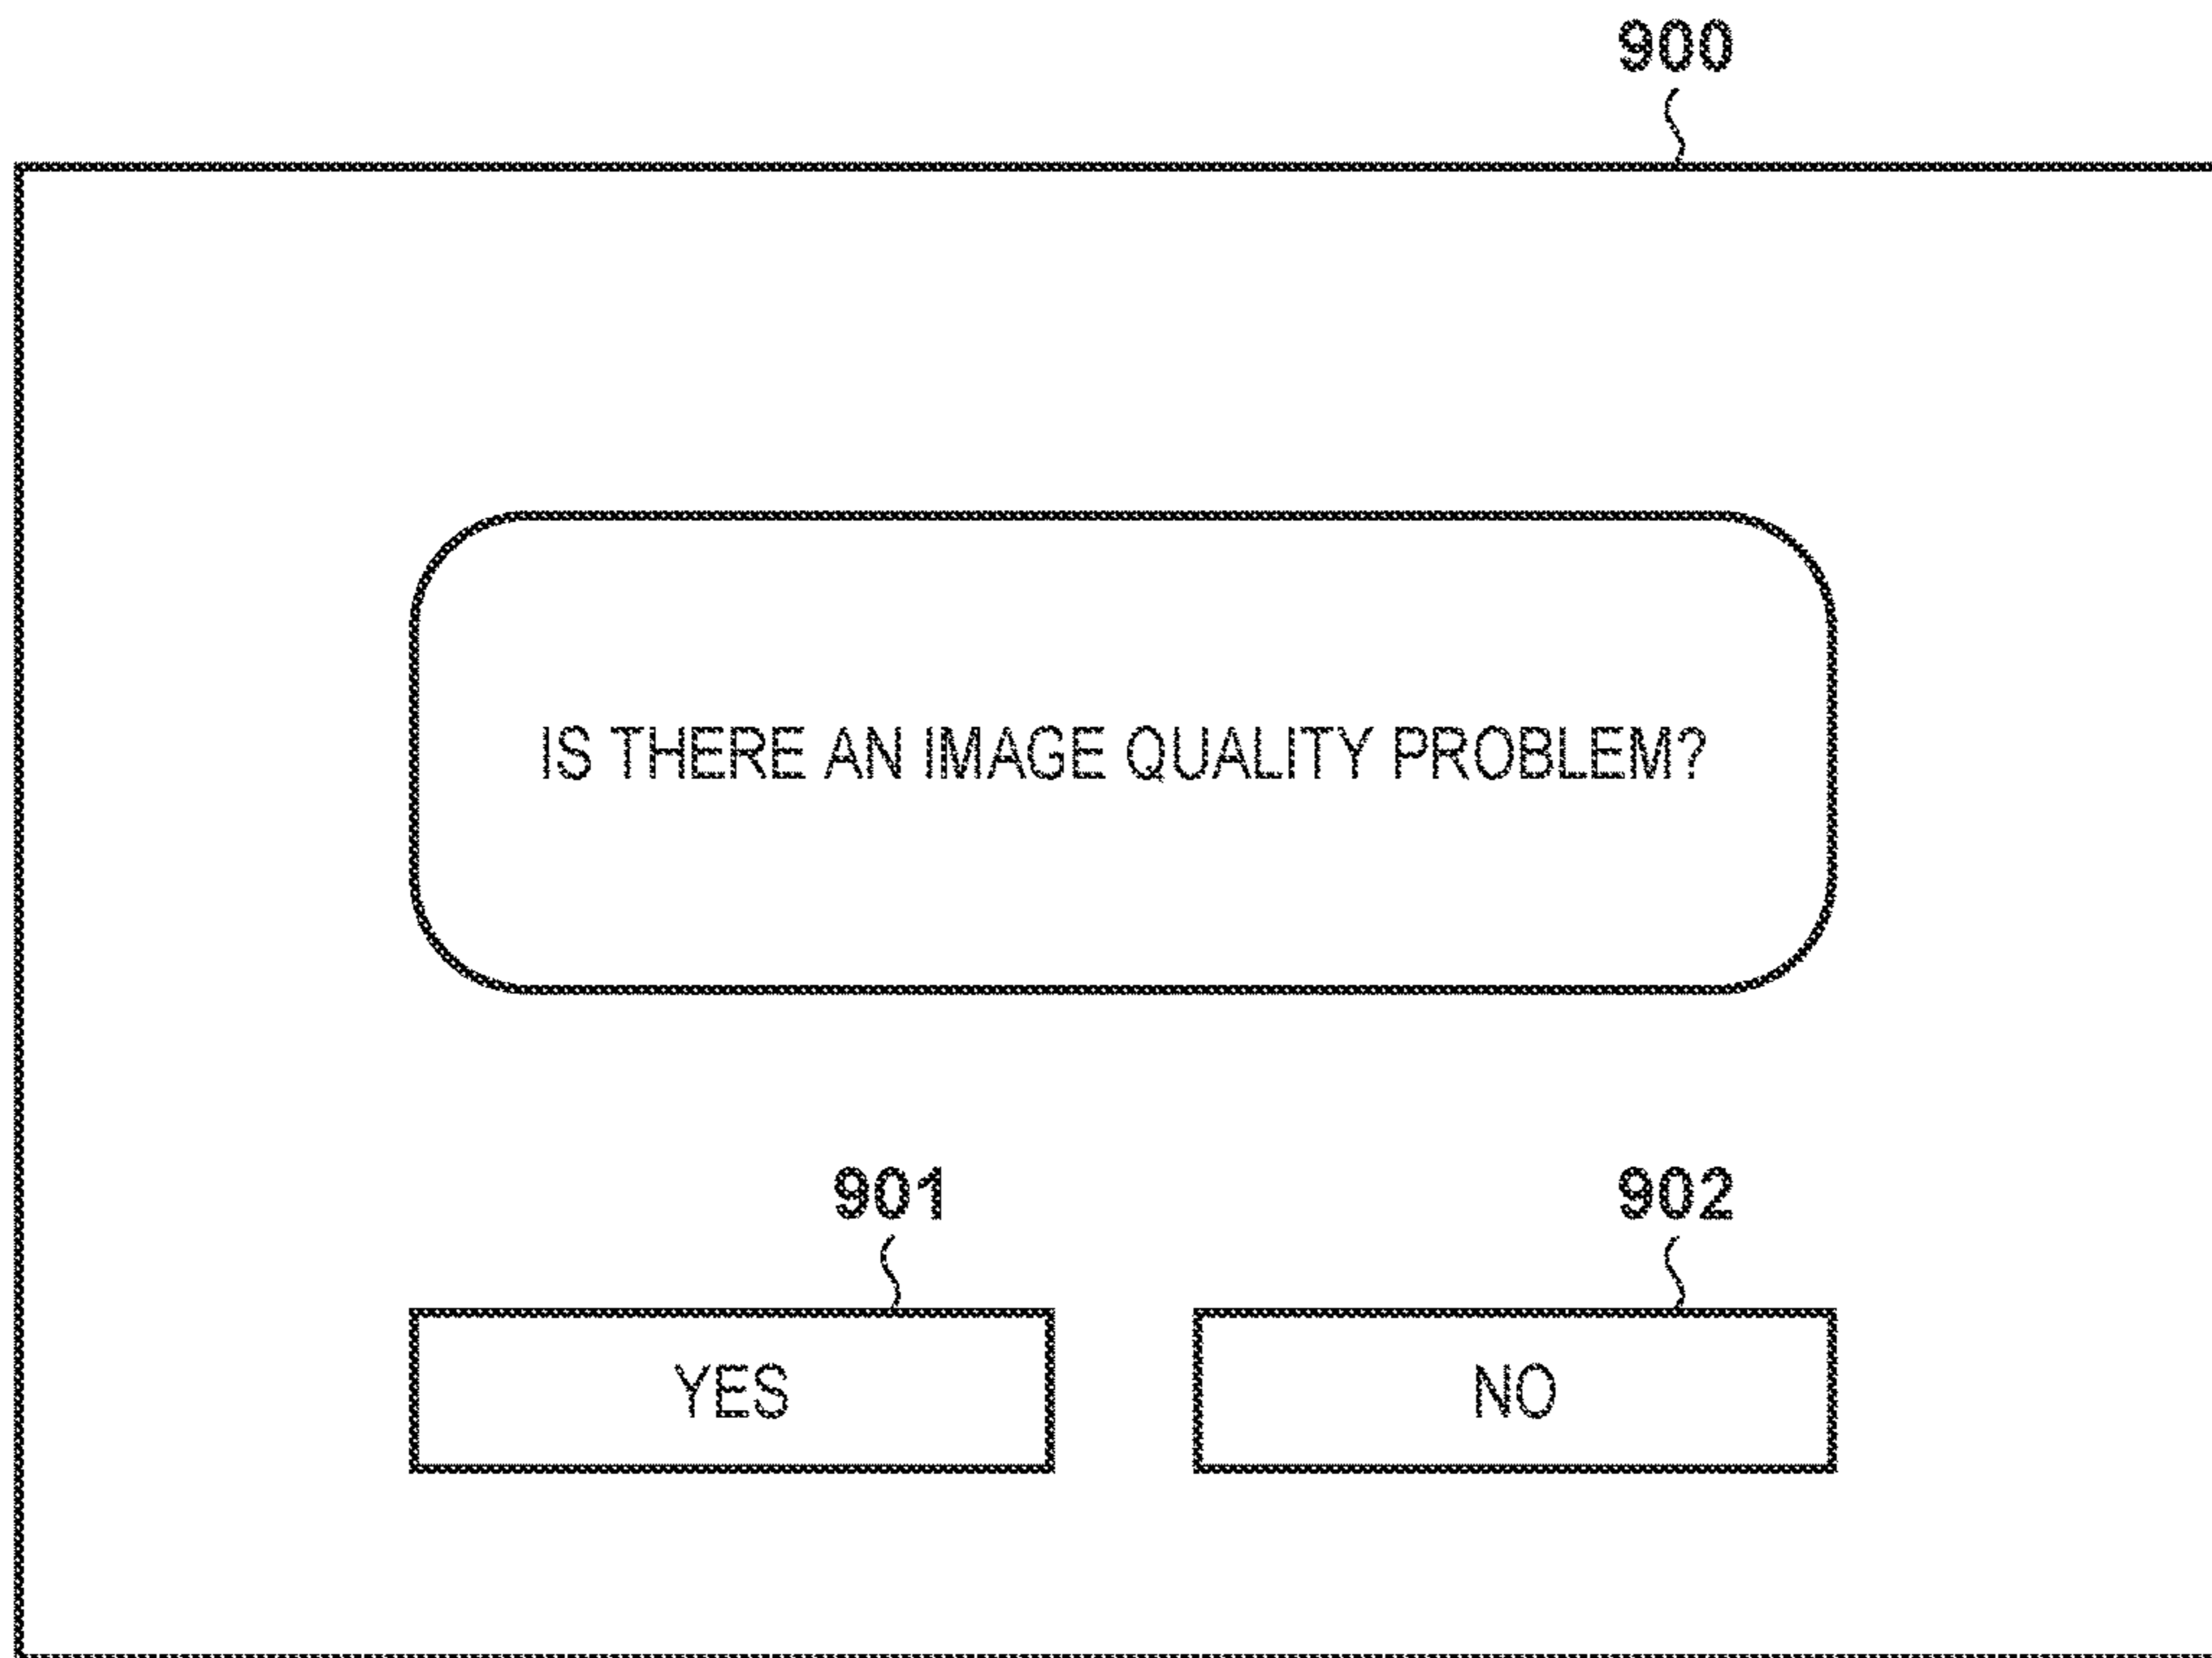 900
IS THERE AN IMAGE QUALITY PROBLEM?
901 902
YES NO